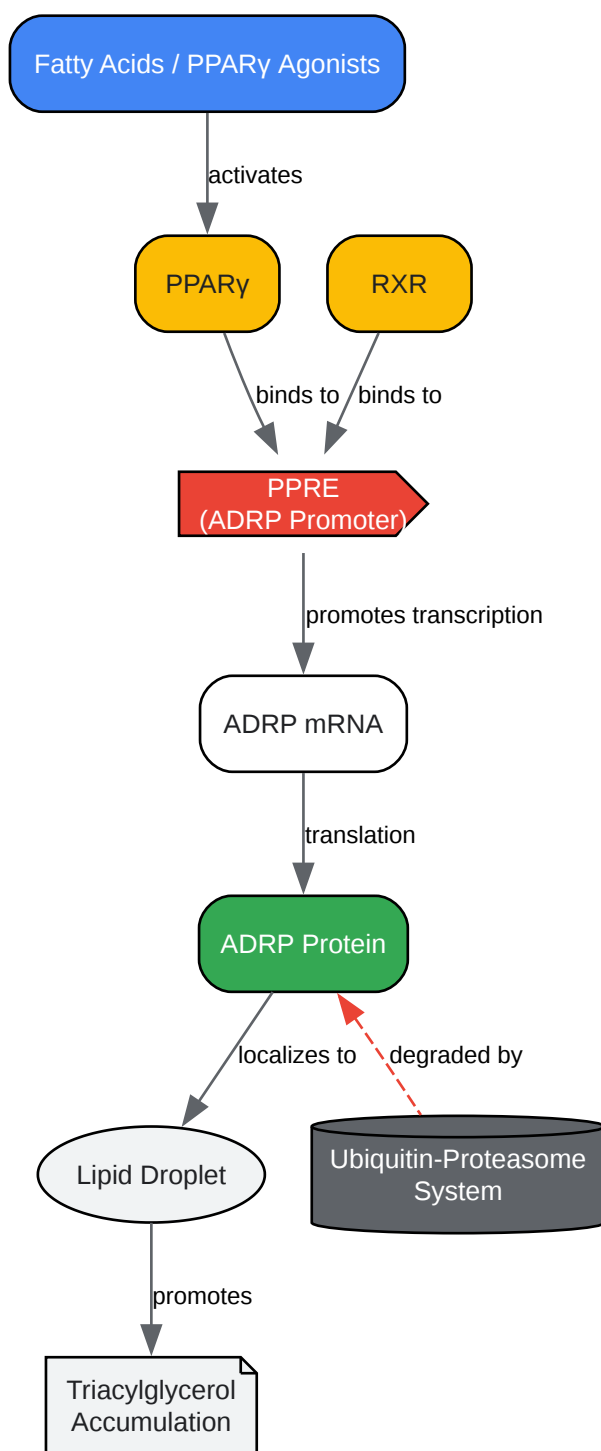 Fatty Acids / PPARγ Agonists
activates
PPARγ
RXR
binds to
binds to
PPRE
(ADRP Promoter)
promotes transcription
ADRP mRNA
translation
ADRP Protein
localizes to
degraded by
Lipid Droplet
Ubiquitin-Proteasome
System
promotes
Triacylglycerol
Accumulation